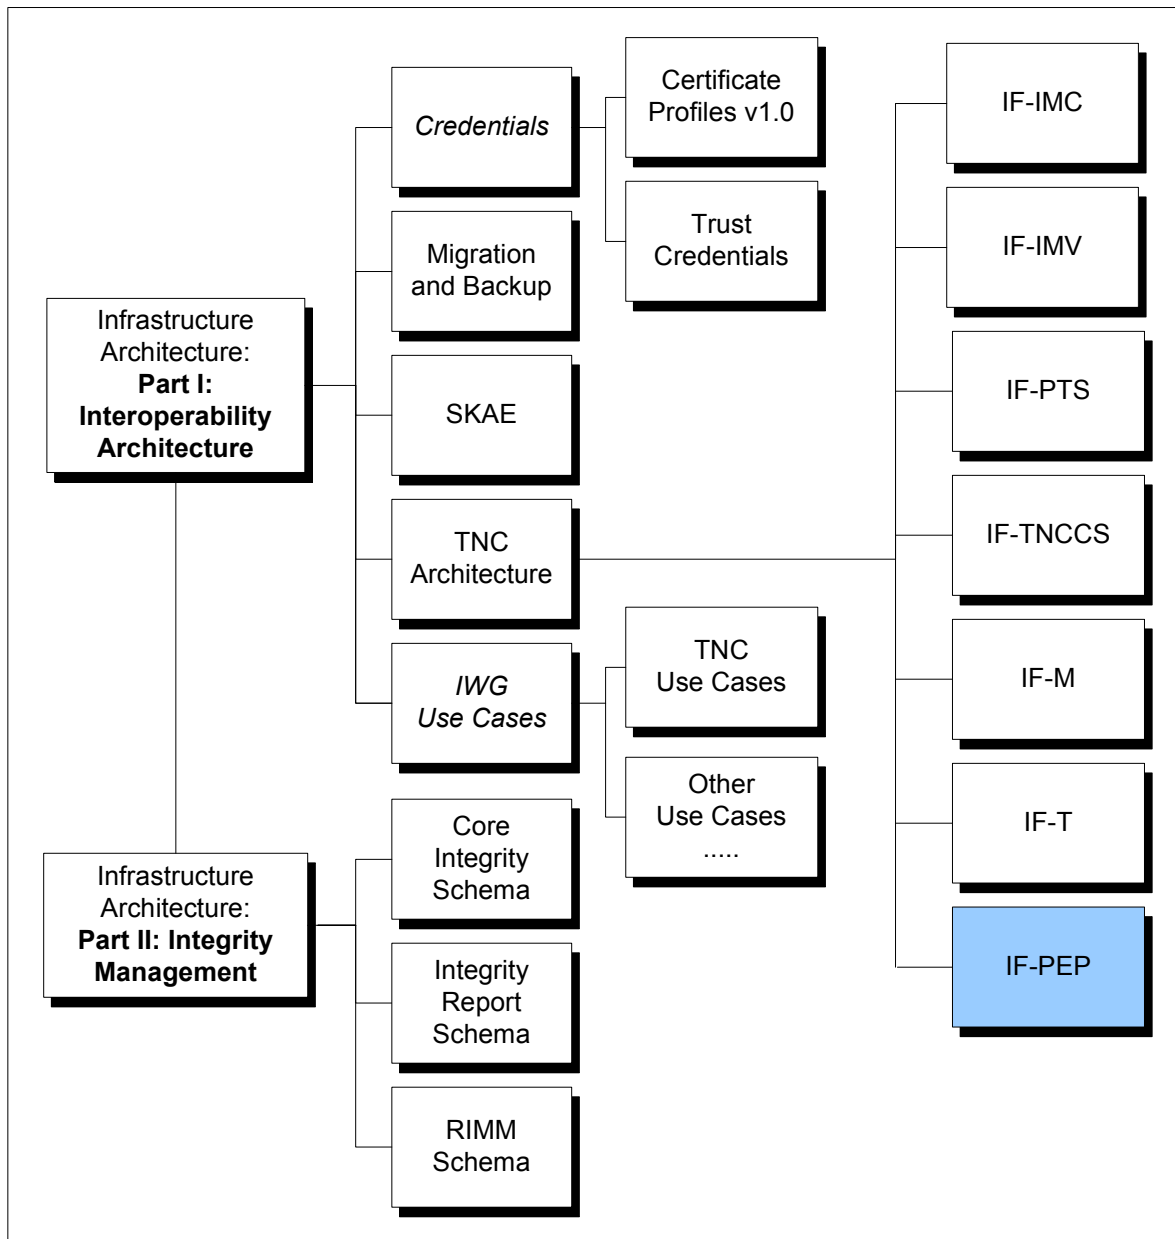 Infrastructure
Architecture:
Part I:
Interoperability
Architecture
Credentials
Certificate
Profiles v1.0
Trust
Credentials
Migration
and Backup
SKAE
TNC
Architecture
IF-IMC
IF-IMV
IF-PTS
IF-TNCCS
IF-M
IF-T
IF-PEP
IWG
Use Cases
TNC
Use Cases
Other
Use Cases
.....
Infrastructure
Architecture:
Part II: Integrity
Management
Core
Integrity
Schema
Integrity
Report
Schema
RIMM
Schema